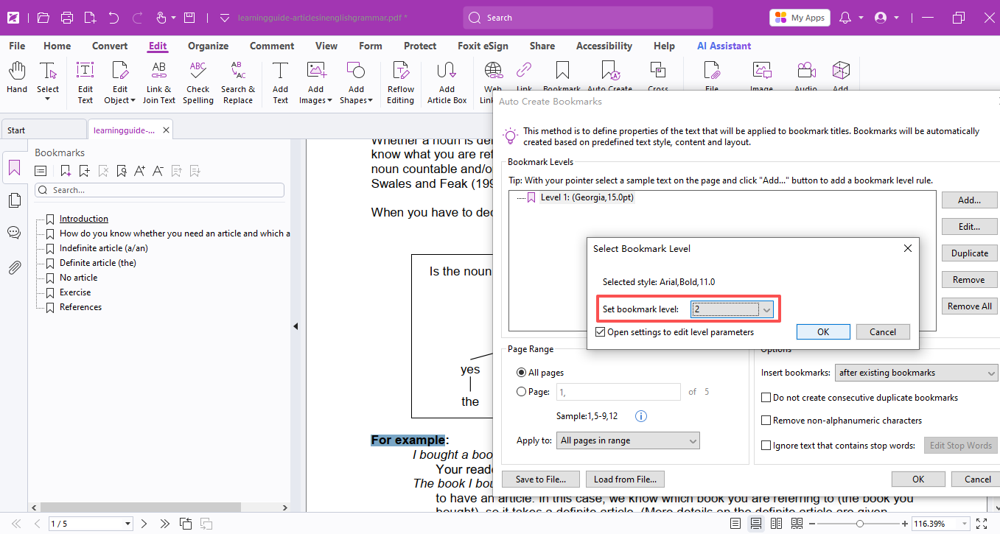 learningguide-articlesinenglishgrammar.pdf *
Search
My Apps
File Home Convert Edit Organize Comment View Form Protect Foxit eSign Share Accessibility Help AI Assistant
Hand
Select
Edit
Text
Edit
Object
Link &
Join Text
Check
Spelling
Search &
Replace
Add
Text
Add
Images
Add
Shapes
Reflow
Editing
Add
Article Box
Web
Link
Bookmark
Auto Create
Cross
File
Image
Audio
Add
Start
learningguide-...
Bookmarks
Search...
Introduction
How do you know whether you need an article and which a
Indefinite article (a/an)
Definite article (the)
No article
Exercise
References
Whether a noun is def
know what you are ref
noun countable and/o
Swales and Feak (199
When you have to dec
Is the noun
yes
the
For example:
I bought a boo
Your reade
The book I bou
to have an article. In this case, we know which book you are referring to (the book you
bought), so it takes a definite article. (More details on the definite article are given
Auto Create Bookmarks
This method is to define properties of the text that will be applied to bookmark titles. Bookmarks will be automatically
created based on predefined text style, content and layout.
Bookmark Levels
Tip: With your pointer select a sample text on the page and click "Add..." button to add a bookmark level rule.
Level 1: (Georgia,15.0pt)
Add...
Edit...
Duplicate
Remove
Remove All
Select Bookmark Level
Selected style: Arial,Bold,11.0
Set bookmark level: 2
Open settings to edit level parameters
OK
Cancel
Page Range
All pages
Page: 1, of 5
Sample:1,5-9,12
Apply to: All pages in range
Options
Insert bookmarks: after existing bookmarks
Do not create consecutive duplicate bookmarks
Remove non-alphanumeric characters
Ignore text that contains stop words: Edit Stop Words
Save to File...
Load from File...
OK
Cancel
1 / 5
116.39%